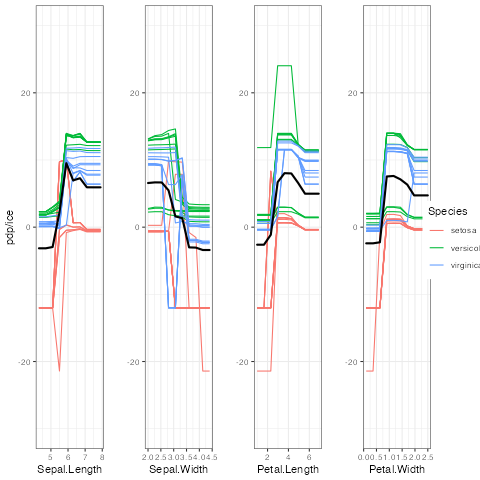 pdp/ice
20
0
-20
5 6 7 8
Sepal.Length
20
0
-20
2.0 2.5 3.0 3.5 4.0 4.5
Sepal.Width
20
0
-20
2 4 6
Petal.Length
20
0
-20
0.0 0.5 1.0 1.5 2.0 2.5
Petal.Width
Species
setosa
versicol
virginica